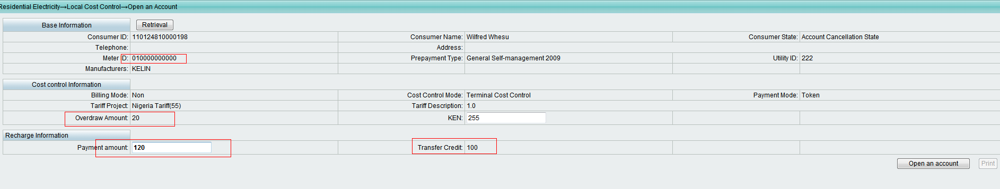 Residential Electricity→Local Cost Control→Open an Account
Base Information Retrieval
Consumer ID: 110124810000198 Consumer Name: Wilfred Whesu Consumer State: Account Cancellation State
Telephone: Address:
Meter ID: 010000000000 Prepayment Type: General Self-management 2009 Utility ID: 222
Manufacturers: KELIN
Cost control Information
Billing Mode: Non Cost Control Mode: Terminal Cost Control Payment Mode: Token
Tariff Project: Nigeria Tariff(55) Tariff Description: 1.0
Overdraw Amount: 20 KEN: 255
Recharge Information
Payment amount: 120 Transfer Credit: 100
Open an account Print